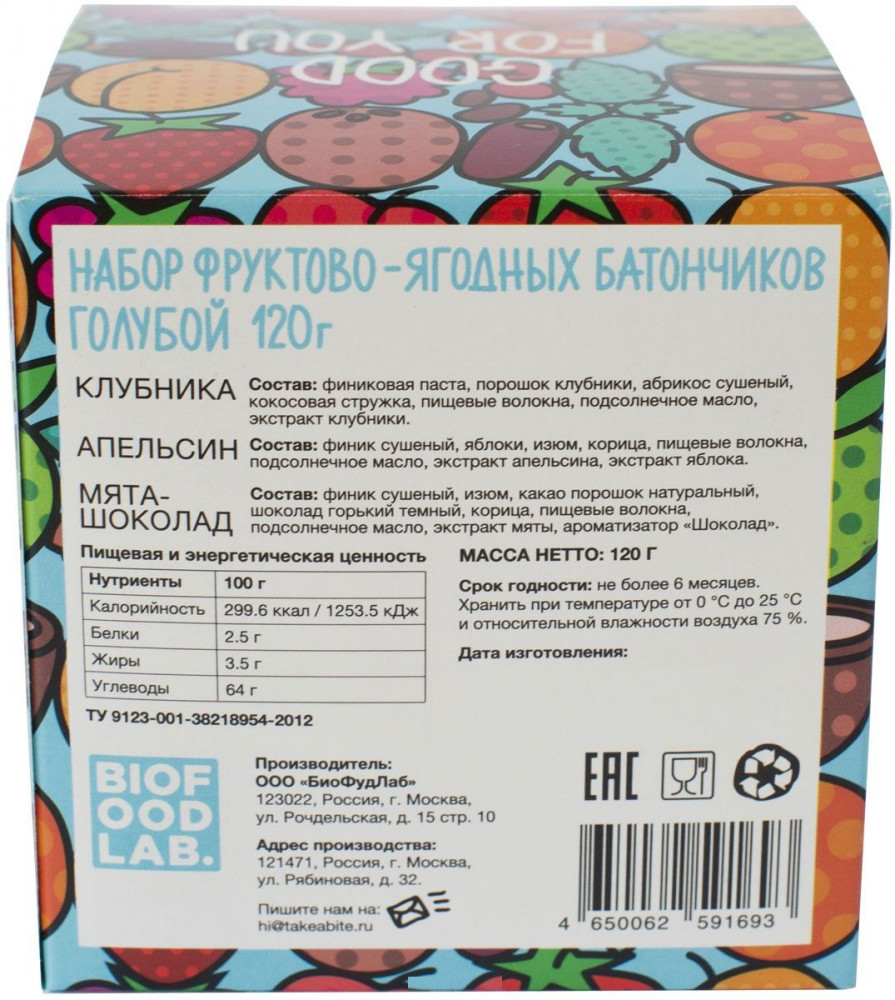 GOOD
FOR YOU
НАБОР ФРУКТОВО-ЯГОДНЫХ БАТОНЧИКОВ
ГОЛУБОЙ 120г
КЛУБНИКА
Состав: финиковая паста, порошок клубники, абрикос сушеный,
кокосовая стружка, пищевые волокна, подсолнечное масло,
экстракт клубники.
АПЕЛЬСИН
Состав: финик сушеный, яблоки, изюм, корица, пищевые волокна,
подсолнечное масло, экстракт апельсина, экстракт яблока.
МЯТА-
ШОКОЛАД
Состав: финик сушеный, изюм, какао порошок натуральный,
шоколад горький темный, корица, пищевые волокна,
подсолнечное масло, экстракт мяты, ароматизатор «Шоколад».
Пищевая и энергетическая ценность
Нутриенты 100 г
Калорийность 299.6 ккал / 1253.5 кДж
Белки 2.5 г
Жиры 3.5 г
Углеводы 64 г
ТУ 9123-001-38218954-2012
МАССА НЕТТО: 120 Г
Срок годности: не более 6 месяцев.
Хранить при температуре от 0 °C до 25 °C
и относительной влажности воздуха 75 %.
Дата изготовления:
BIOF
OOD
LAB.
Производитель:
ООО «БиоФудЛаб»
123022, Россия, г. Москва,
ул. Рочдельская, д. 15 стр. 10
Адрес производства:
121471, Россия, г. Москва,
ул. Рябиновая, д. 32.
Пишите нам на:
hi@takeabite.ru
EAC
4 650062 591693